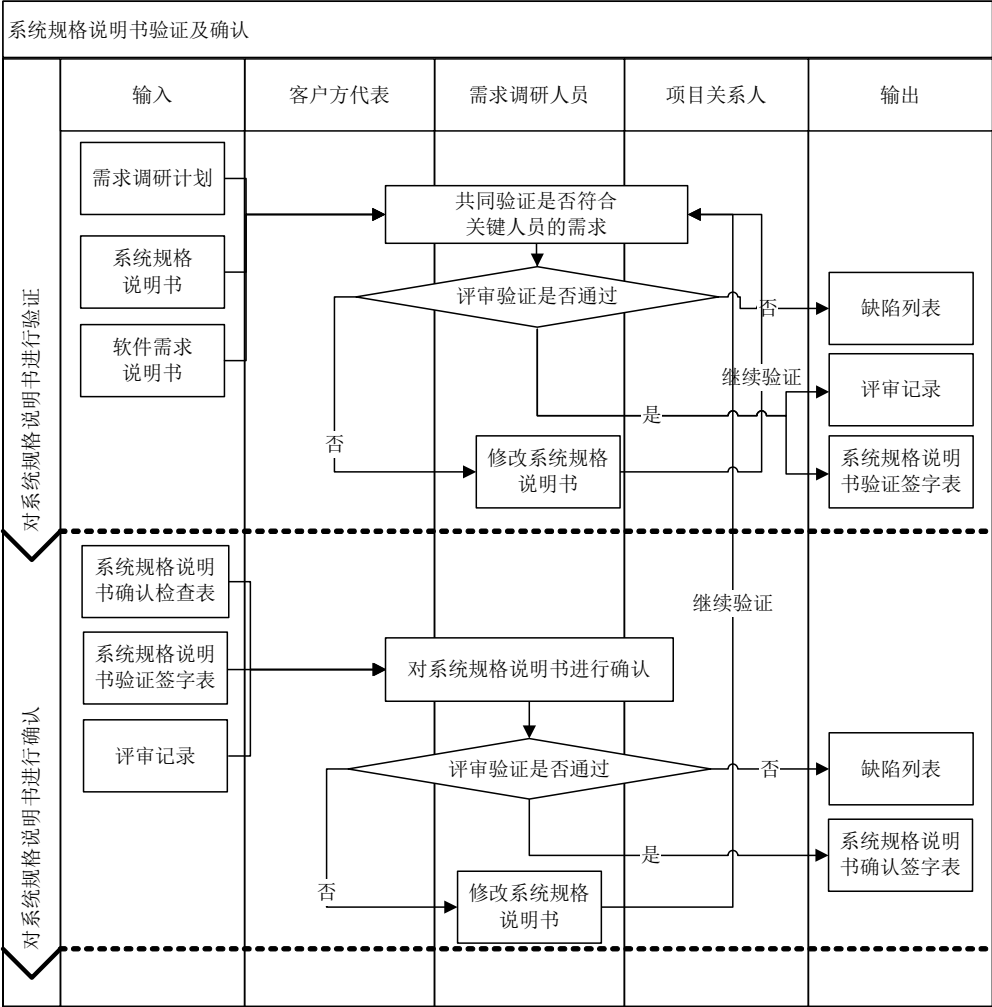 系统规格说明书验证及确认
输入
客户方代表
需求调研人员
项目关系人
输出
对系统规格说明书进行验证
需求调研计划
系统规格
说明书
软件需求
说明书
共同验证是否符合
关键人员的需求
评审验证是否通过
否
缺陷列表
继续验证
评审记录
是
否
修改系统规格
说明书
系统规格说明
书验证签字表
对系统规格说明书进行确认
系统规格说明
书确认检查表
继续验证
系统规格说明
书验证签字表
对系统规格说明书进行确认
评审记录
评审验证是否通过
否
缺陷列表
是
系统规格说明
书确认签字表
否
修改系统规格
说明书